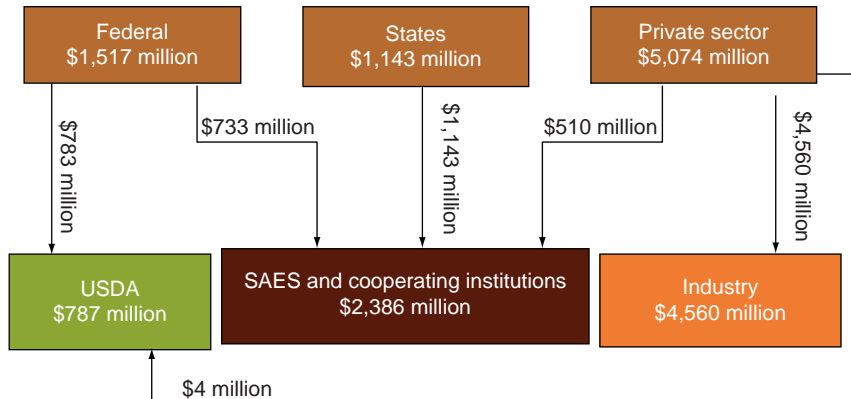 Federal
$1,517 million
States
$1,143 million
Private sector
$5,074 million
$783 million
$733 million
$1,143 million
$510 million
$4,560 million
USDA
$787 million
SAES and cooperating institutions
$2,386 million
Industry
$4,560 million
$4 million